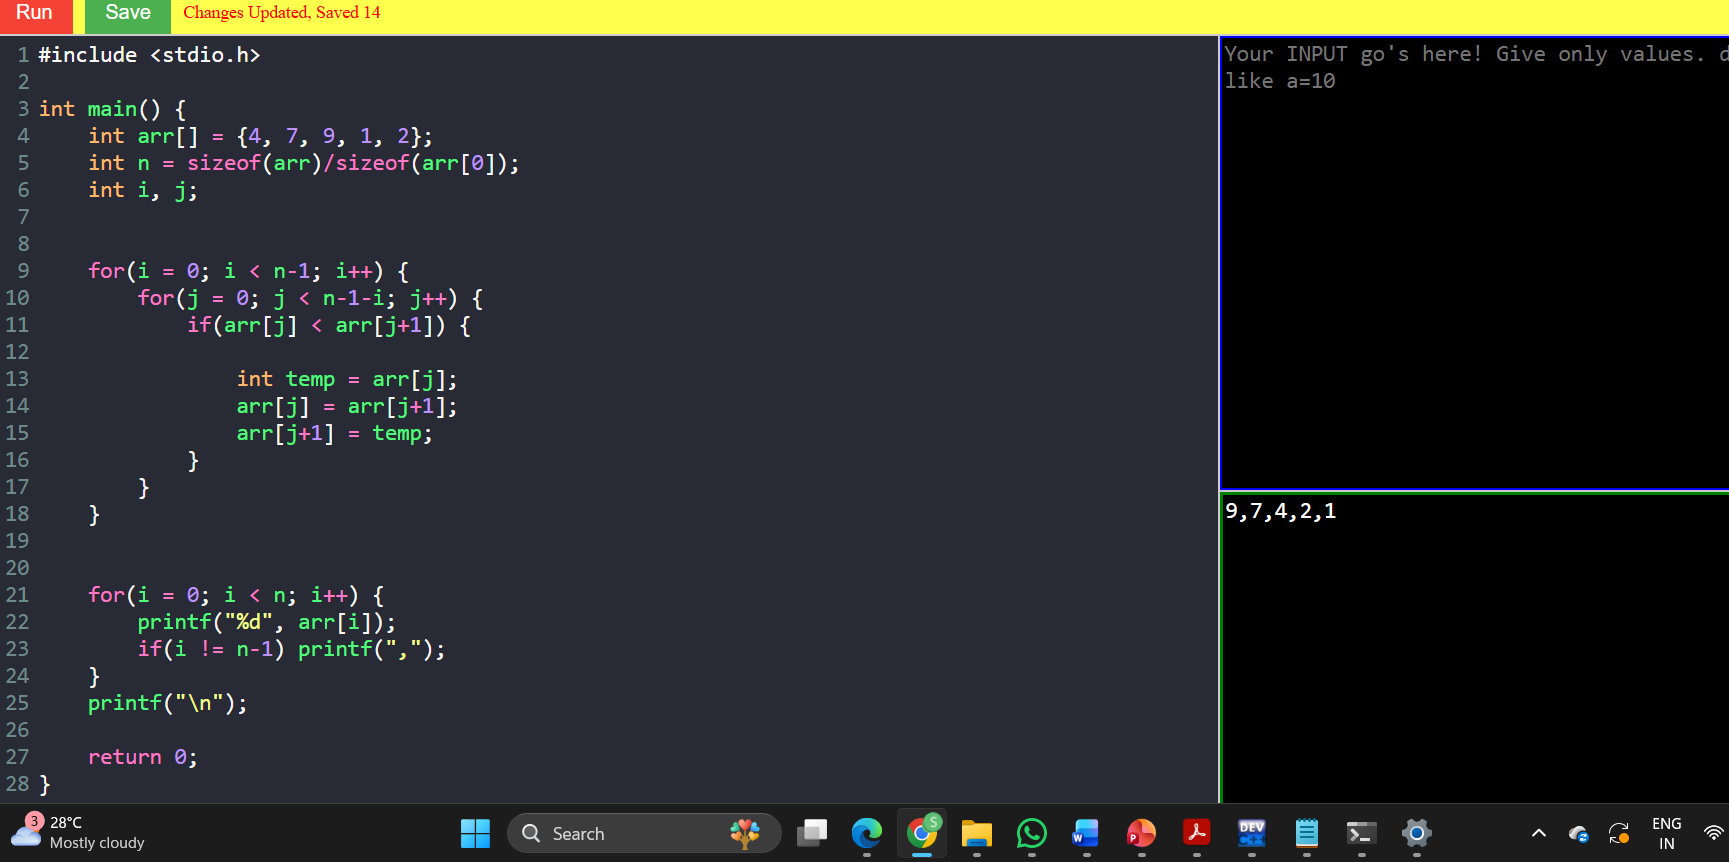 Run Save Changes Updated, Saved 14
1 #include <stdio.h>
2
3 int main() {
4     int arr[] = {4, 7, 9, 1, 2};
5     int n = sizeof(arr)/sizeof(arr[0]);
6     int i, j;
7
8
9     for(i = 0; i < n-1; i++) {
10         for(j = 0; j < n-1-i; j++) {
11             if(arr[j] < arr[j+1]) {
12
13                 int temp = arr[j];
14                 arr[j] = arr[j+1];
15                 arr[j+1] = temp;
16             }
17         }
18     }
19
20
21     for(i = 0; i < n; i++) {
22         printf("%d", arr[i]);
23         if(i != n-1) printf(",");
24     }
25     printf("\n");
26
27     return 0;
28 }
Your INPUT go's here! Give only values. d
like a=10
9,7,4,2,1
3
28°C
Mostly cloudy
Search
S
W
P
DEV
C++
ENG
IN